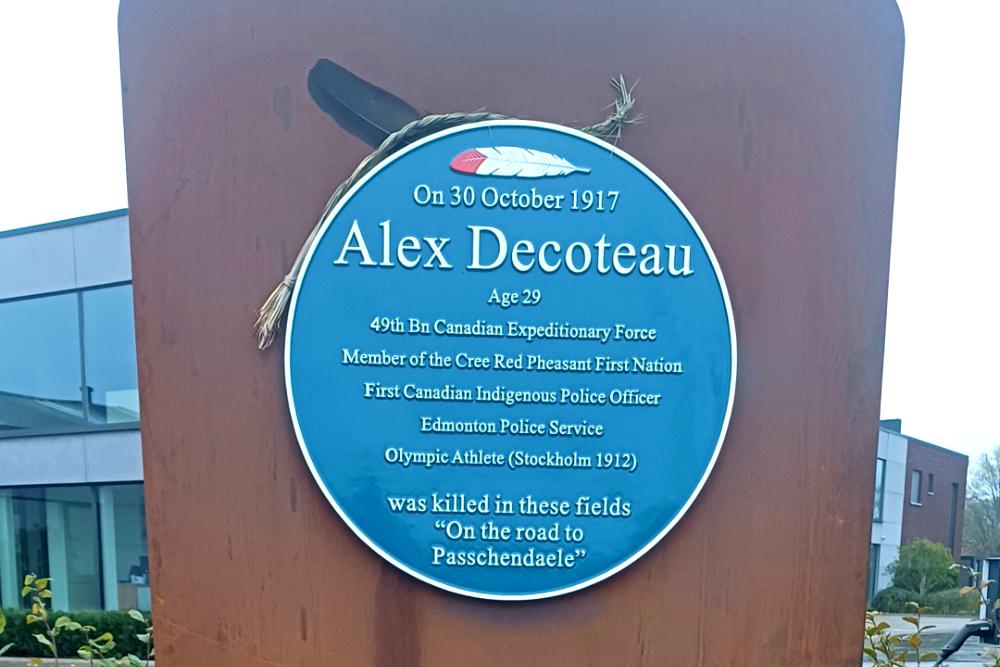 On 30 October 1917
Alex Decoteau
Age 29
49th Bn Canadian Expeditionary Force
Member of the Cree Red Pheasant First Nation
First Canadian Indigenous Police Officer
Edmonton Police Service
Olympic Athlete (Stockholm 1912)
was killed in these fields
“On the road to
Passchendaele”